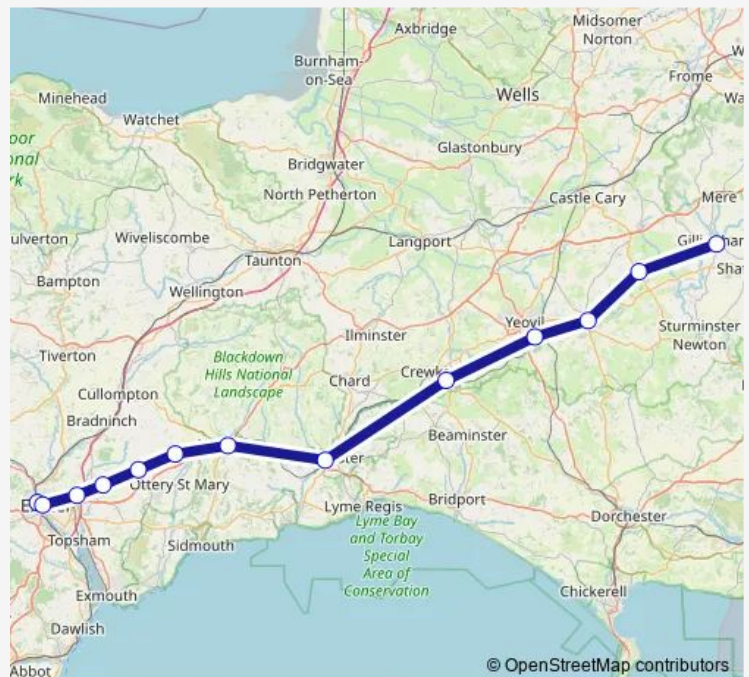 Midsomer
Norton
Axbridge
Burnham-
on-Sea
Frome
Minehead
Wells
Watchet
Glastonbury
Bridgwater
North Petherton
Castle Cary
Mere
Wiveliscombe
Langport
Taunton
Bampton
Wellington
Yeovil
Sturminster
Newton
Ilminster
Tiverton
Blackdown
Hills National
Landscape
Chard
Cullompton
Bradninch
Beaminster
Ottery St Mary
Lyme Regis
Bridport
Lyme Bay
and Torbay
Special
Area of
Conservation
Dorchester
Topsham
Sidmouth
Exmouth
Chickerell
Dawlish
Abbot
© OpenStreetMap contributors